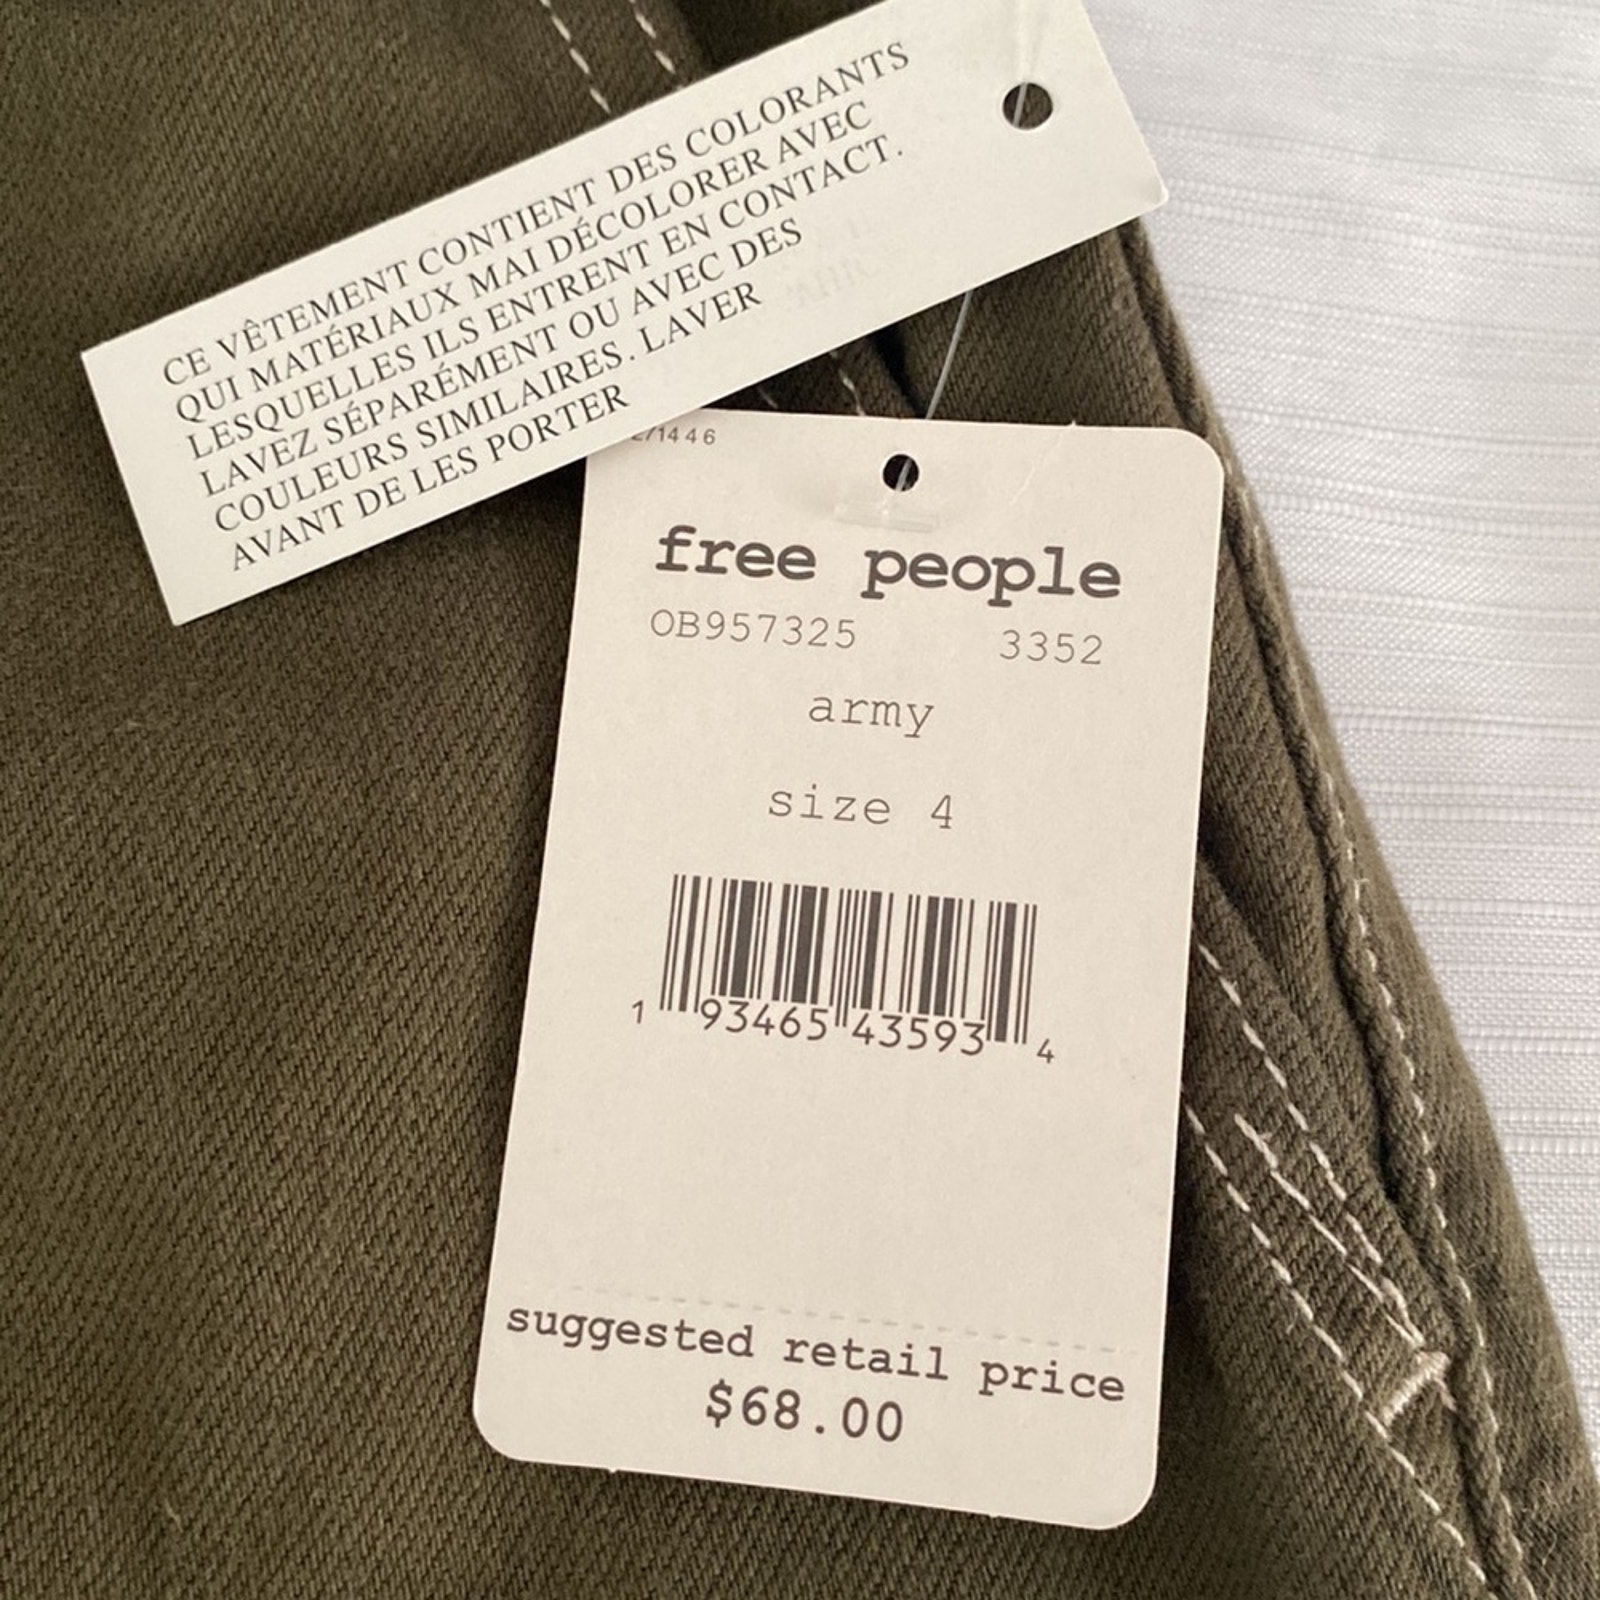 CE VÊTEMENT CONTIENT DES COLORANTS
QUI MATÉRIAUX MAI DÉCOLORER AVEC
LESQUELLES ILS ENTRENT EN CONTACT.
LAVEZ SÉPARÉMENT OU AVEC DES
COULEURS SIMILAIRES. LAVER
AVANT DE LES PORTER
71446
free people
OB957325 3352
army
size 4
1 93465 43593 4
suggested retail price
$68.00